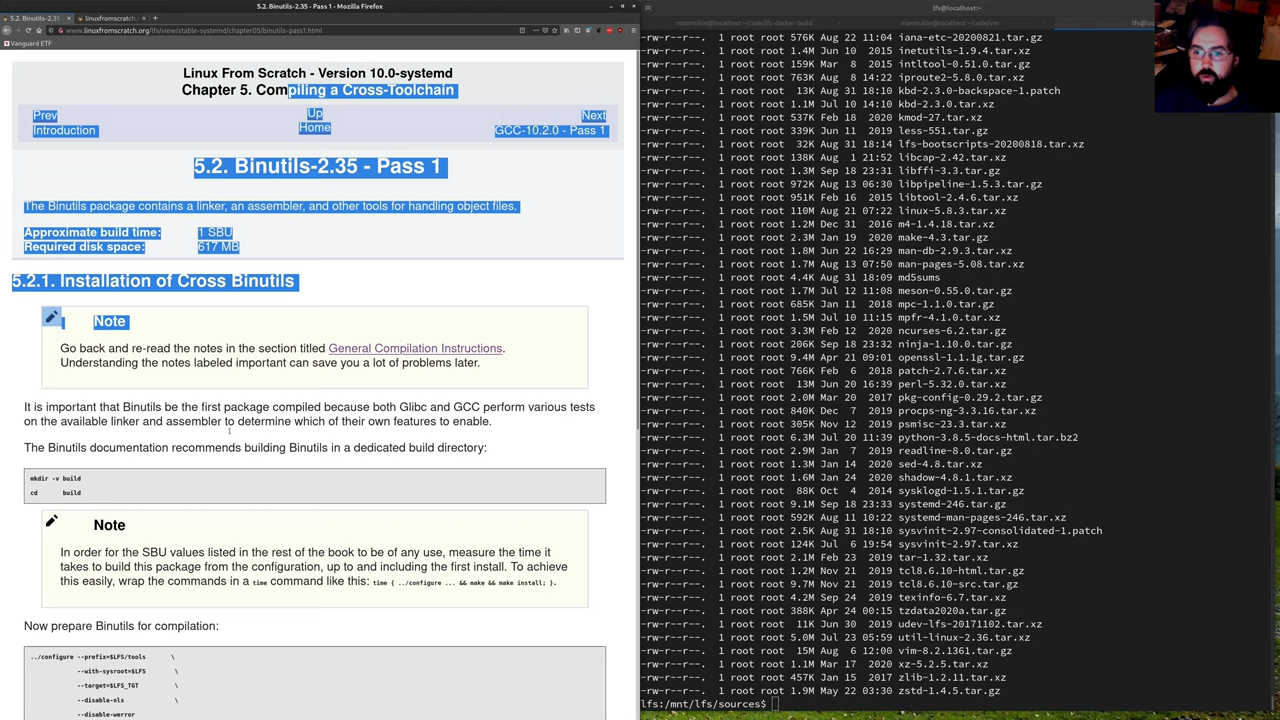 5.2. Binutils-2.35 - Pass 1 - Mozilla Firefox
5.2. Binutils-2.35 - Pass 1
linuxfromscratch
www.linuxfromscratch.org/lfs/view/stable-systemd/chapter05/binutils-pass1.html
Vanguard ETF
Linux From Scratch - Version 10.0-systemd
Chapter 5. Compiling a Cross-Toolchain
Prev
Up
Next
Introduction
Home
GCC-10.2.0 - Pass 1
5.2. Binutils-2.35 - Pass 1
The Binutils package contains a linker, an assembler, and other tools for handling object files.
Approximate build time: 1 SBU
Required disk space: 617 MB
5.2.1. Installation of Cross Binutils
Note
Go back and re-read the notes in the section titled General Compilation Instructions.
Understanding the notes labeled important can save you a lot of problems later.
It is important that Binutils be the first package compiled because both Glibc and GCC perform various tests
on the available linker and assembler to determine which of their own features to enable.
The Binutils documentation recommends building Binutils in a dedicated build directory:
mkdir -v build
cd build
Note
In order for the SBU values listed in the rest of the book to be of any use, measure the time it
takes to build this package from the configuration, up to and including the first install. To achieve
this easily, wrap the commands in a time command like this: time { ../configure ... && make && make install; }.
Now prepare Binutils for compilation:
../configure --prefix=$LFS/tools \
--with-sysroot=$LFS \
--target=$LFS_TGT \
--disable-nls \
--disable-werror
lfs@localhost:~
masmullin@localhost:~/code/lfs-docker-build
masmullin@localhost:~/code/vm
lfs@l
-rw-r--r--. 1 root root 576K Aug 22 11:04 iana-etc-20200821.tar.gz
-rw-r--r--. 1 root root 1.4M Jun 10 2015 inetutils-1.9.4.tar.xz
-rw-r--r--. 1 root root 159K Mar 8 2015 intltool-0.51.0.tar.gz
-rw-r--r--. 1 root root 763K Aug 8 14:22 iproute2-5.8.0.tar.xz
-rw-r--r--. 1 root root 13K Aug 31 18:10 kbd-2.3.0-backspace-1.patch
-rw-r--r--. 1 root root 1.1M Jul 10 14:10 kbd-2.3.0.tar.xz
-rw-r--r--. 1 root root 537K Feb 18 2020 kmod-27.tar.xz
-rw-r--r--. 1 root root 339K Jun 11 2019 less-551.tar.gz
-rw-r--r--. 1 root root 32K Aug 31 18:14 lfs-bootscripts-20200818.tar.xz
-rw-r--r--. 1 root root 138K Aug 1 21:52 libcap-2.42.tar.xz
-rw-r--r--. 1 root root 1.3M Sep 18 23:31 libffi-3.3.tar.gz
-rw-r--r--. 1 root root 972K Aug 13 06:30 libpipeline-1.5.3.tar.gz
-rw-r--r--. 1 root root 951K Feb 16 2015 libtool-2.4.6.tar.xz
-rw-r--r--. 1 root root 110M Aug 21 07:22 linux-5.8.3.tar.xz
-rw-r--r--. 1 root root 1.2M Dec 31 2016 m4-1.4.18.tar.xz
-rw-r--r--. 1 root root 2.3M Jan 19 2020 make-4.3.tar.gz
-rw-r--r--. 1 root root 1.8M Jun 22 16:29 man-db-2.9.3.tar.xz
-rw-r--r--. 1 root root 1.7M Aug 13 07:50 man-pages-5.08.tar.xz
-rw-r--r--. 1 root root 4.4K Aug 31 18:09 md5sums
-rw-r--r--. 1 root root 1.7M Jul 12 11:08 meson-0.55.0.tar.gz
-rw-r--r--. 1 root root 685K Jan 11 2018 mpc-1.1.0.tar.gz
-rw-r--r--. 1 root root 1.5M Jul 10 11:15 mpfr-4.1.0.tar.xz
-rw-r--r--. 1 root root 3.3M Feb 12 2020 ncurses-6.2.tar.gz
-rw-r--r--. 1 root root 206K Sep 18 23:32 ninja-1.10.0.tar.gz
-rw-r--r--. 1 root root 9.4M Apr 21 09:01 openssl-1.1.1g.tar.gz
-rw-r--r--. 1 root root 766K Feb 6 2018 patch-2.7.6.tar.xz
-rw-r--r--. 1 root root 13M Jun 20 16:39 perl-5.32.0.tar.xz
-rw-r--r--. 1 root root 2.0M Mar 20 2017 pkg-config-0.29.2.tar.gz
-rw-r--r--. 1 root root 840K Dec 7 2019 procps-ng-3.3.16.tar.xz
-rw-r--r--. 1 root root 305K Nov 12 2019 psmisc-23.3.tar.xz
-rw-r--r--. 1 root root 6.3M Jul 20 11:39 python-3.8.5-docs-html.tar.bz2
-rw-r--r--. 1 root root 2.9M Jan 7 2019 readline-8.0.tar.gz
-rw-r--r--. 1 root root 1.3M Jan 14 2020 sed-4.8.tar.xz
-rw-r--r--. 1 root root 1.6M Jan 24 2020 shadow-4.8.1.tar.xz
-rw-r--r--. 1 root root 88K Oct 4 2014 sysklogd-1.5.1.tar.gz
-rw-r--r--. 1 root root 9.1M Sep 18 23:33 systemd-246.tar.gz
-rw-r--r--. 1 root root 592K Aug 11 10:22 systemd-man-pages-246.tar.xz
-rw-r--r--. 1 root root 2.5K Aug 31 18:10 sysvinit-2.97-consolidated-1.patch
-rw-r--r--. 1 root root 124K Jul 6 19:54 sysvinit-2.97.tar.xz
-rw-r--r--. 1 root root 2.1M Feb 23 2019 tar-1.32.tar.xz
-rw-r--r--. 1 root root 1.2M Nov 21 2019 tcl8.6.10-html.tar.gz
-rw-r--r--. 1 root root 9.7M Nov 21 2019 tcl8.6.10-src.tar.gz
-rw-r--r--. 1 root root 4.2M Sep 24 2019 texinfo-6.7.tar.xz
-rw-r--r--. 1 root root 388K Apr 24 00:15 tzdata2020a.tar.gz
-rw-r--r--. 1 root root 11K Jun 30 2019 udev-lfs-20171102.tar.xz
-rw-r--r--. 1 root root 5.0M Jul 23 05:59 util-linux-2.36.tar.xz
-rw-r--r--. 1 root root 15M Aug 6 12:00 vim-8.2.1361.tar.gz
-rw-r--r--. 1 root root 1.1M Mar 17 2020 xz-5.2.5.tar.xz
-rw-r--r--. 1 root root 457K Jan 15 2017 zlib-1.2.11.tar.xz
-rw-r--r--. 1 root root 1.9M May 22 03:30 zstd-1.4.5.tar.gz
lfs:/mnt/lfs/sources$